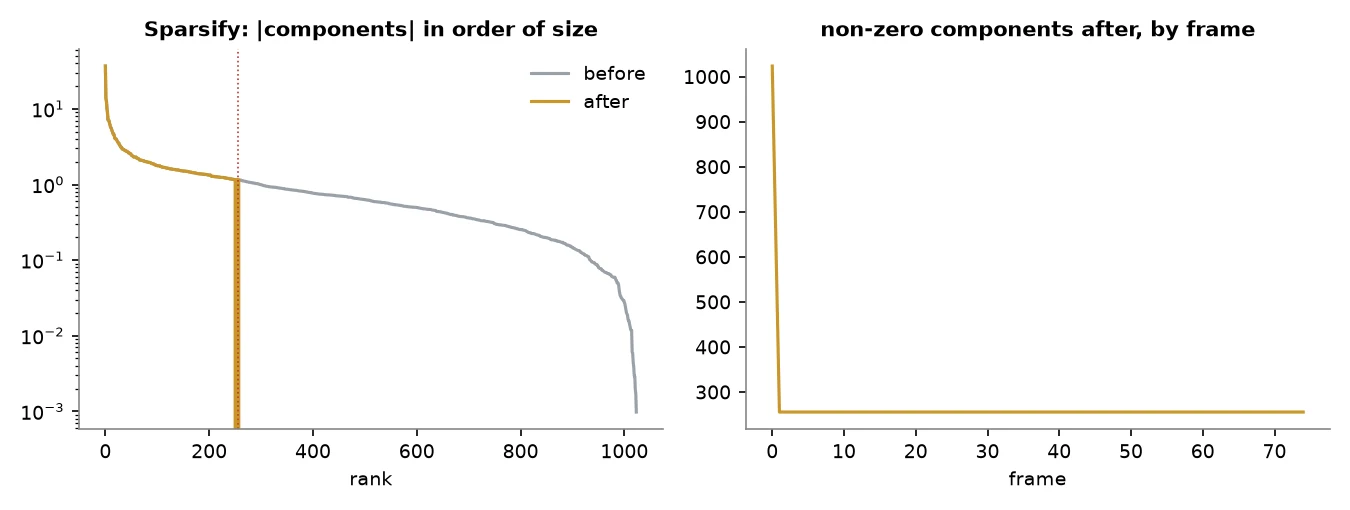 Sparsify: |components| in order of size
before
after
10¹
10⁰
10⁻¹
10⁻²
10⁻³
0 200 400 600 800 1000
rank
non-zero components after, by frame
1000
900
800
700
600
500
400
300
0 10 20 30 40 50 60 70
frame